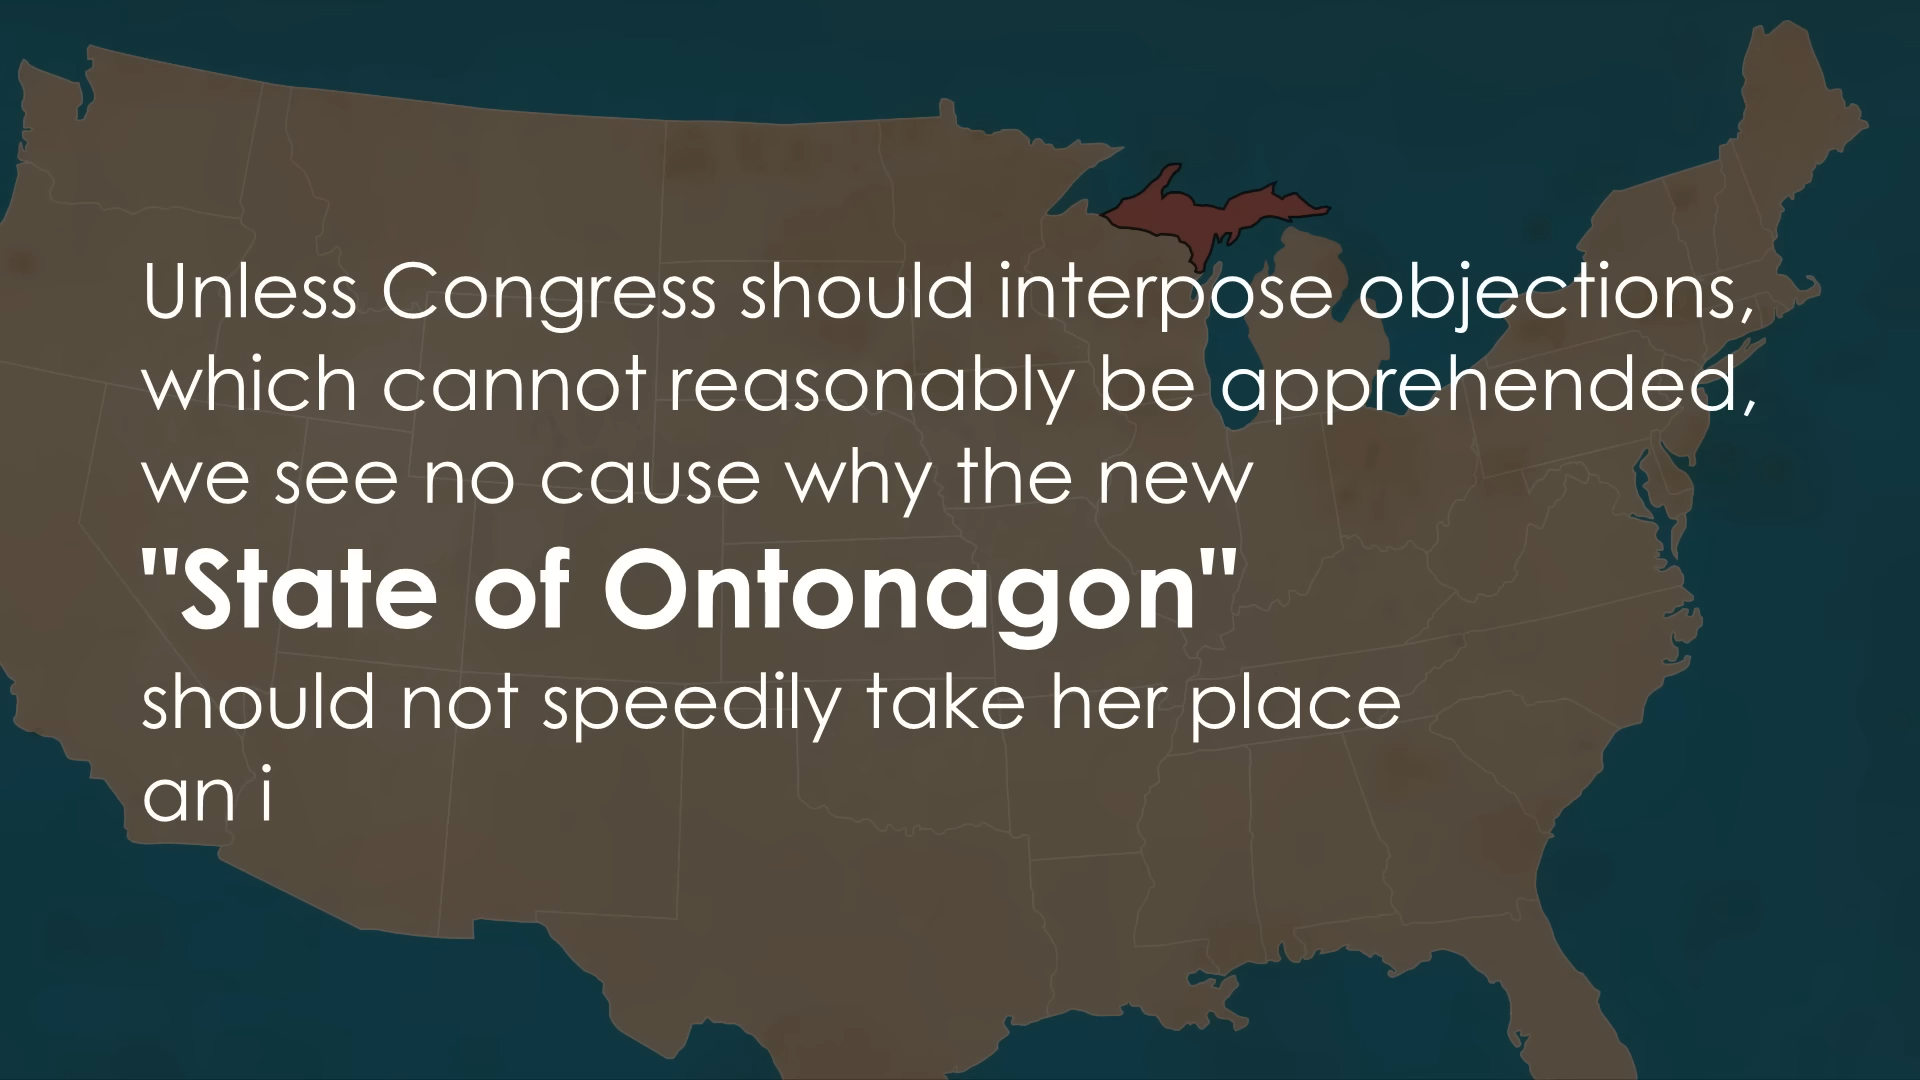 Unless Congress should interpose objections,
which cannot reasonably be apprehended,
we see no cause why the new
"State of Ontonagon"
should not speedily take her place
an i